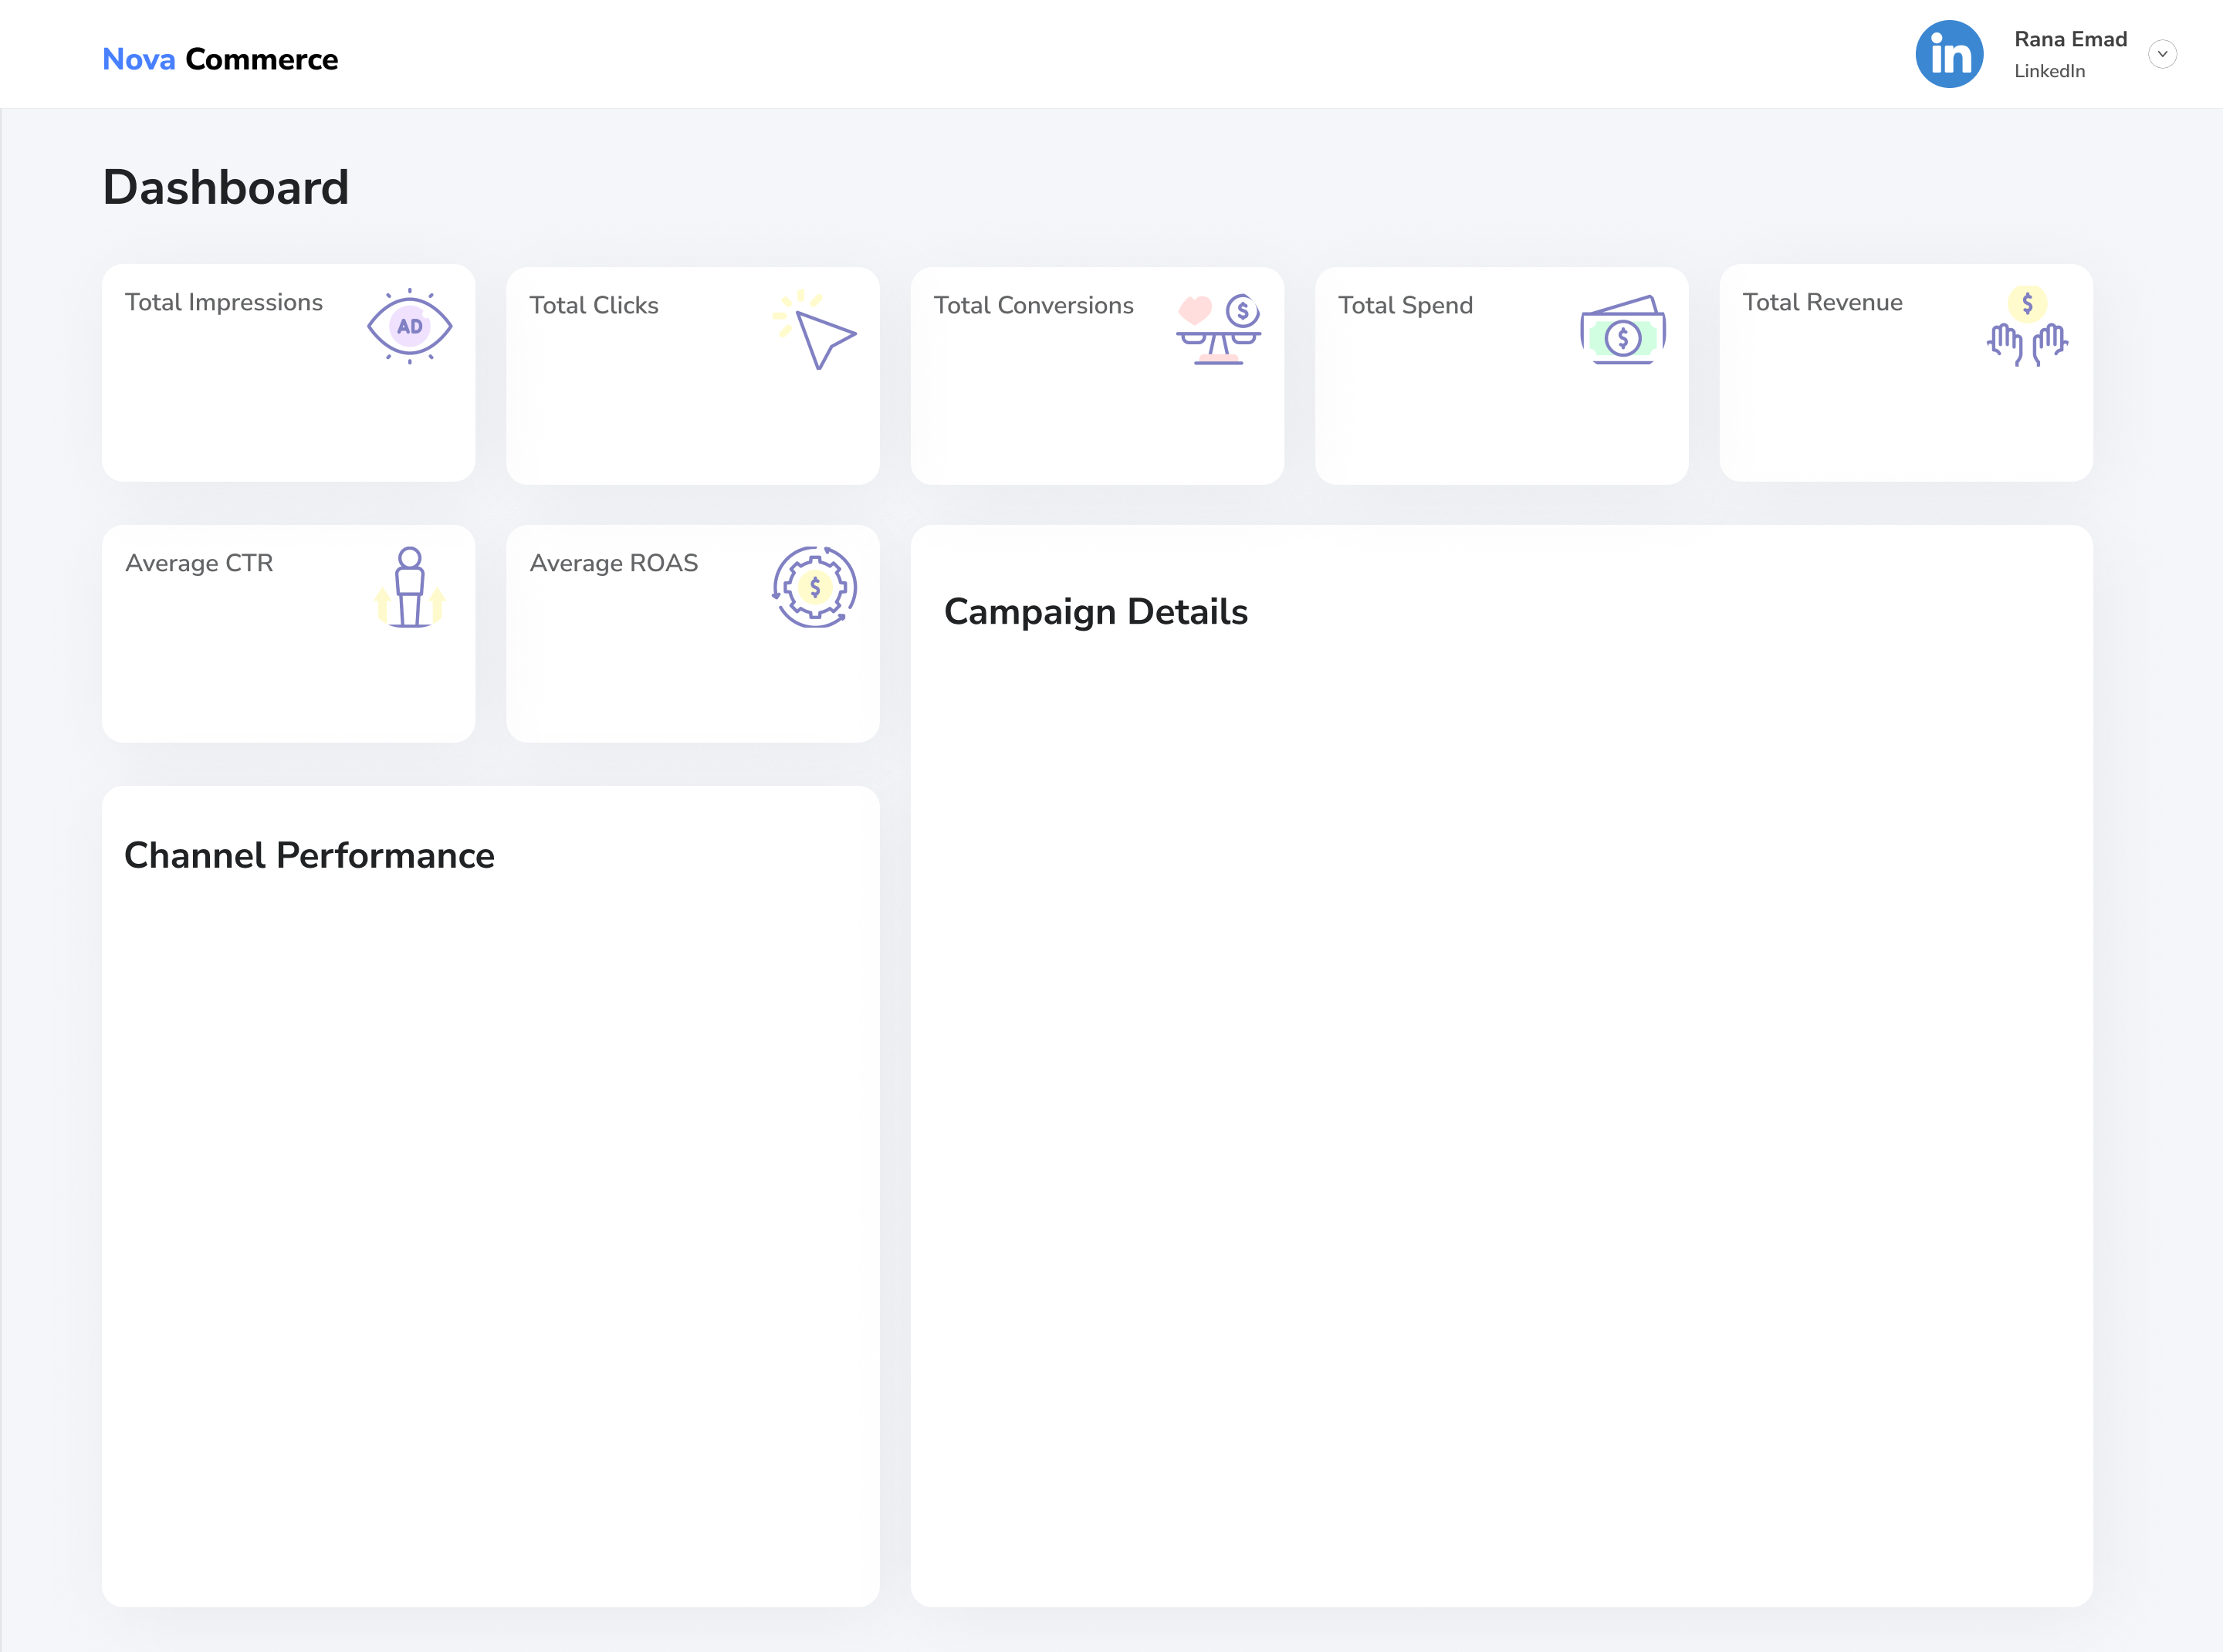 Nova Commerce
Rana Emad
LinkedIn
Dashboard
Total Impressions
AD
Total Clicks
Total Conversions
$
Total Spend
$
Total Revenue
$
Average CTR
Average ROAS
$
Campaign Details
Channel Performance
in